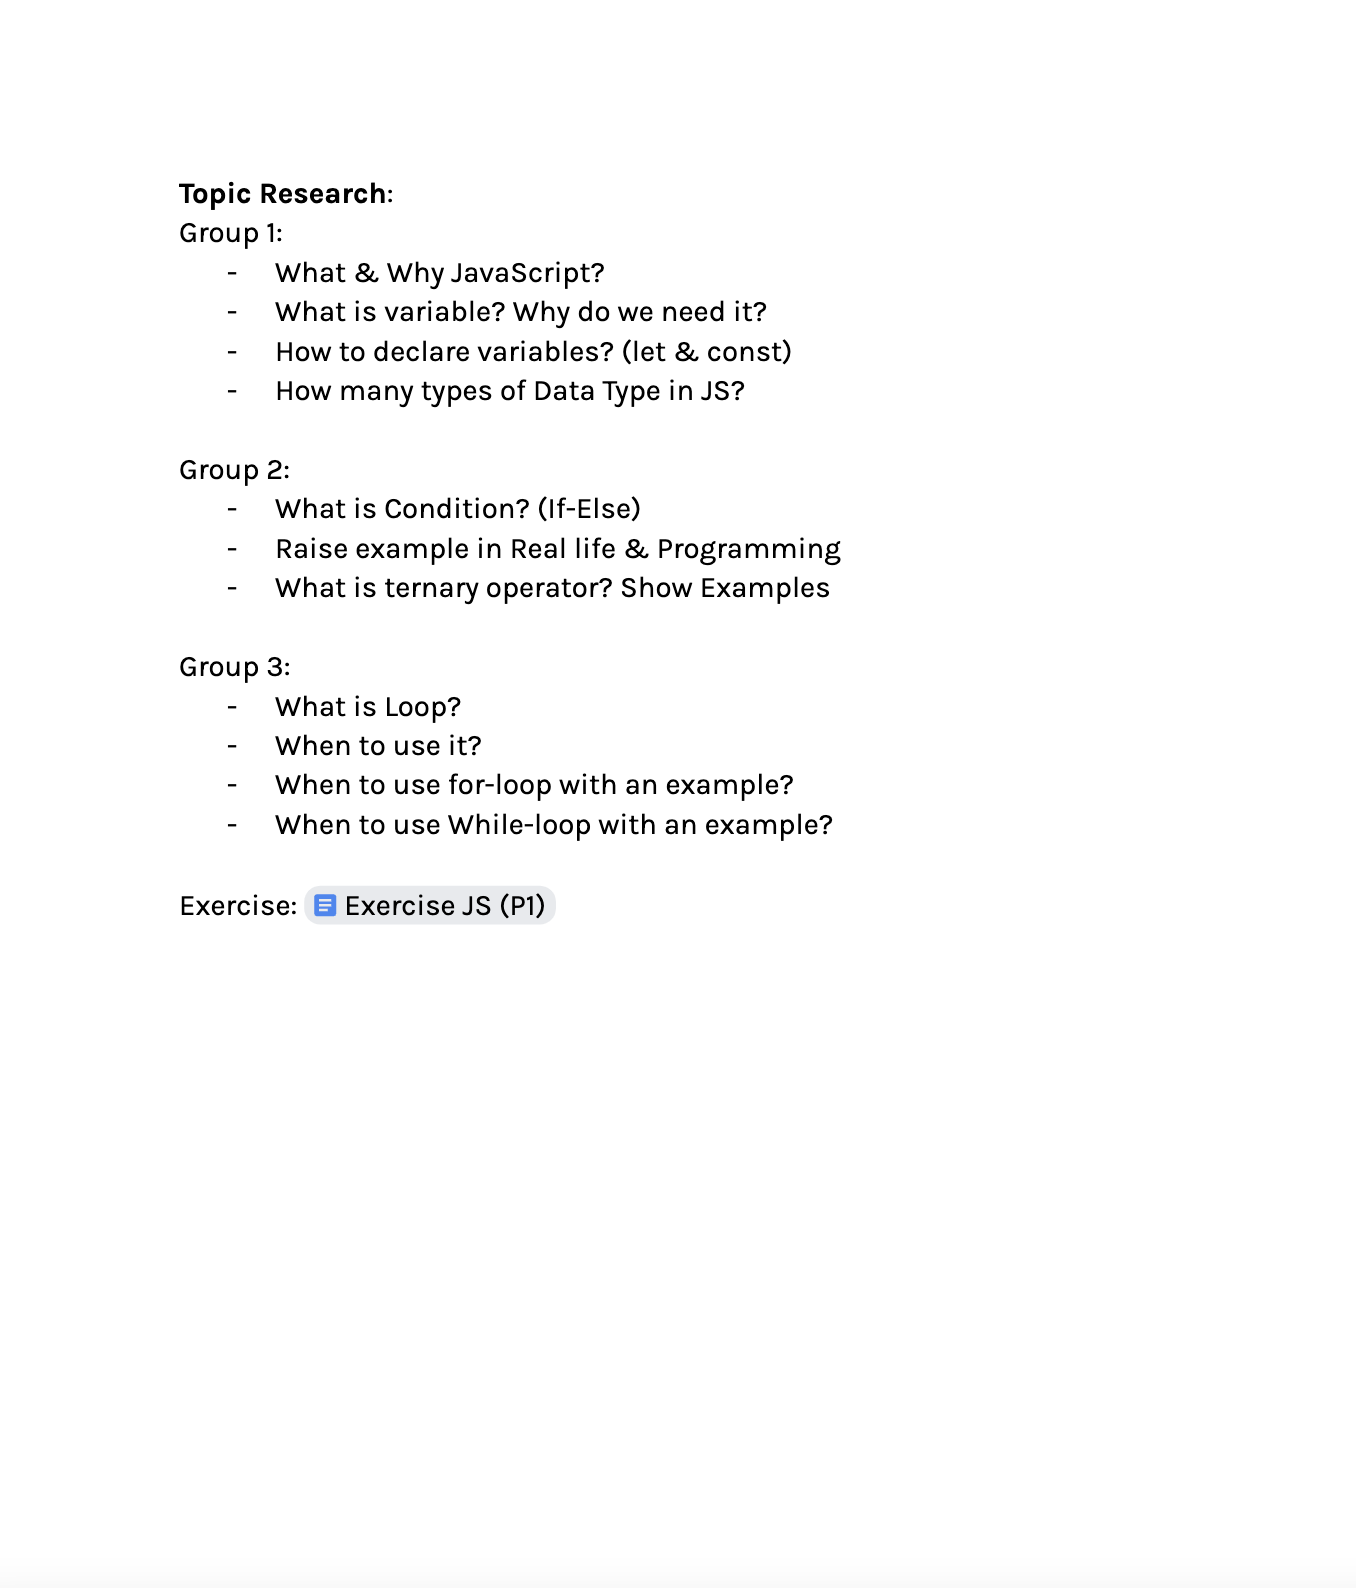 Topic Research:
Group 1:
- What & Why JavaScript?
- What is variable? Why do we need it?
- How to declare variables? (let & const)
- How many types of Data Type in JS?
Group 2:
- What is Condition? (If-Else)
- Raise example in Real life & Programming
- What is ternary operator? Show Examples
Group 3:
- What is Loop?
- When to use it?
- When to use for-loop with an example?
- When to use While-loop with an example?
Exercise: Exercise JS (P1)